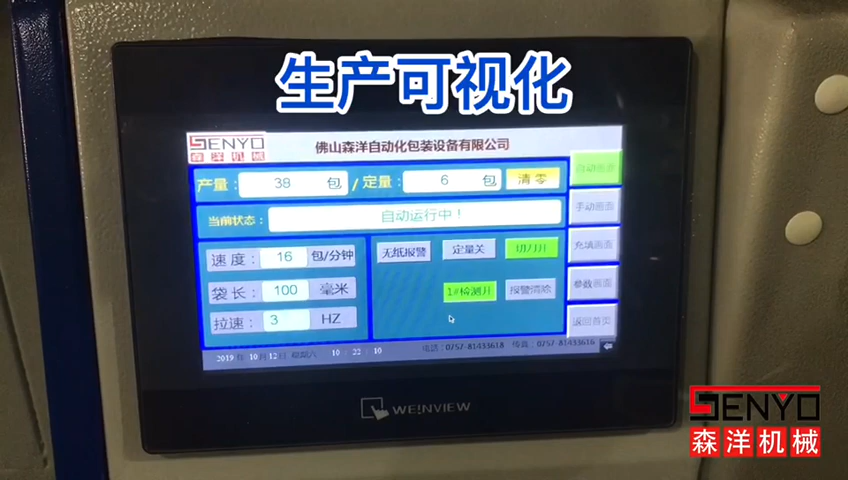 生产可视化
SENYO
森洋机械
佛山森洋自动化包装设备有限公司
产量： 38 包 / 定量： 6 包 清零
当前状态： 自动运行中！
速度： 16 包/分钟
袋长： 100 毫米
拉速： 3 HZ
无纸报警 定量关 切刀开
1#检测开 报警清除
自动画面
手动画面
充填画面
参数画面
返回首页
2019 年 10 月 12 日 星期六 10 : 22 : 10
电话：0757-81433618 传真：0757-81433616
WEINVIEW
SENYO
森洋机械